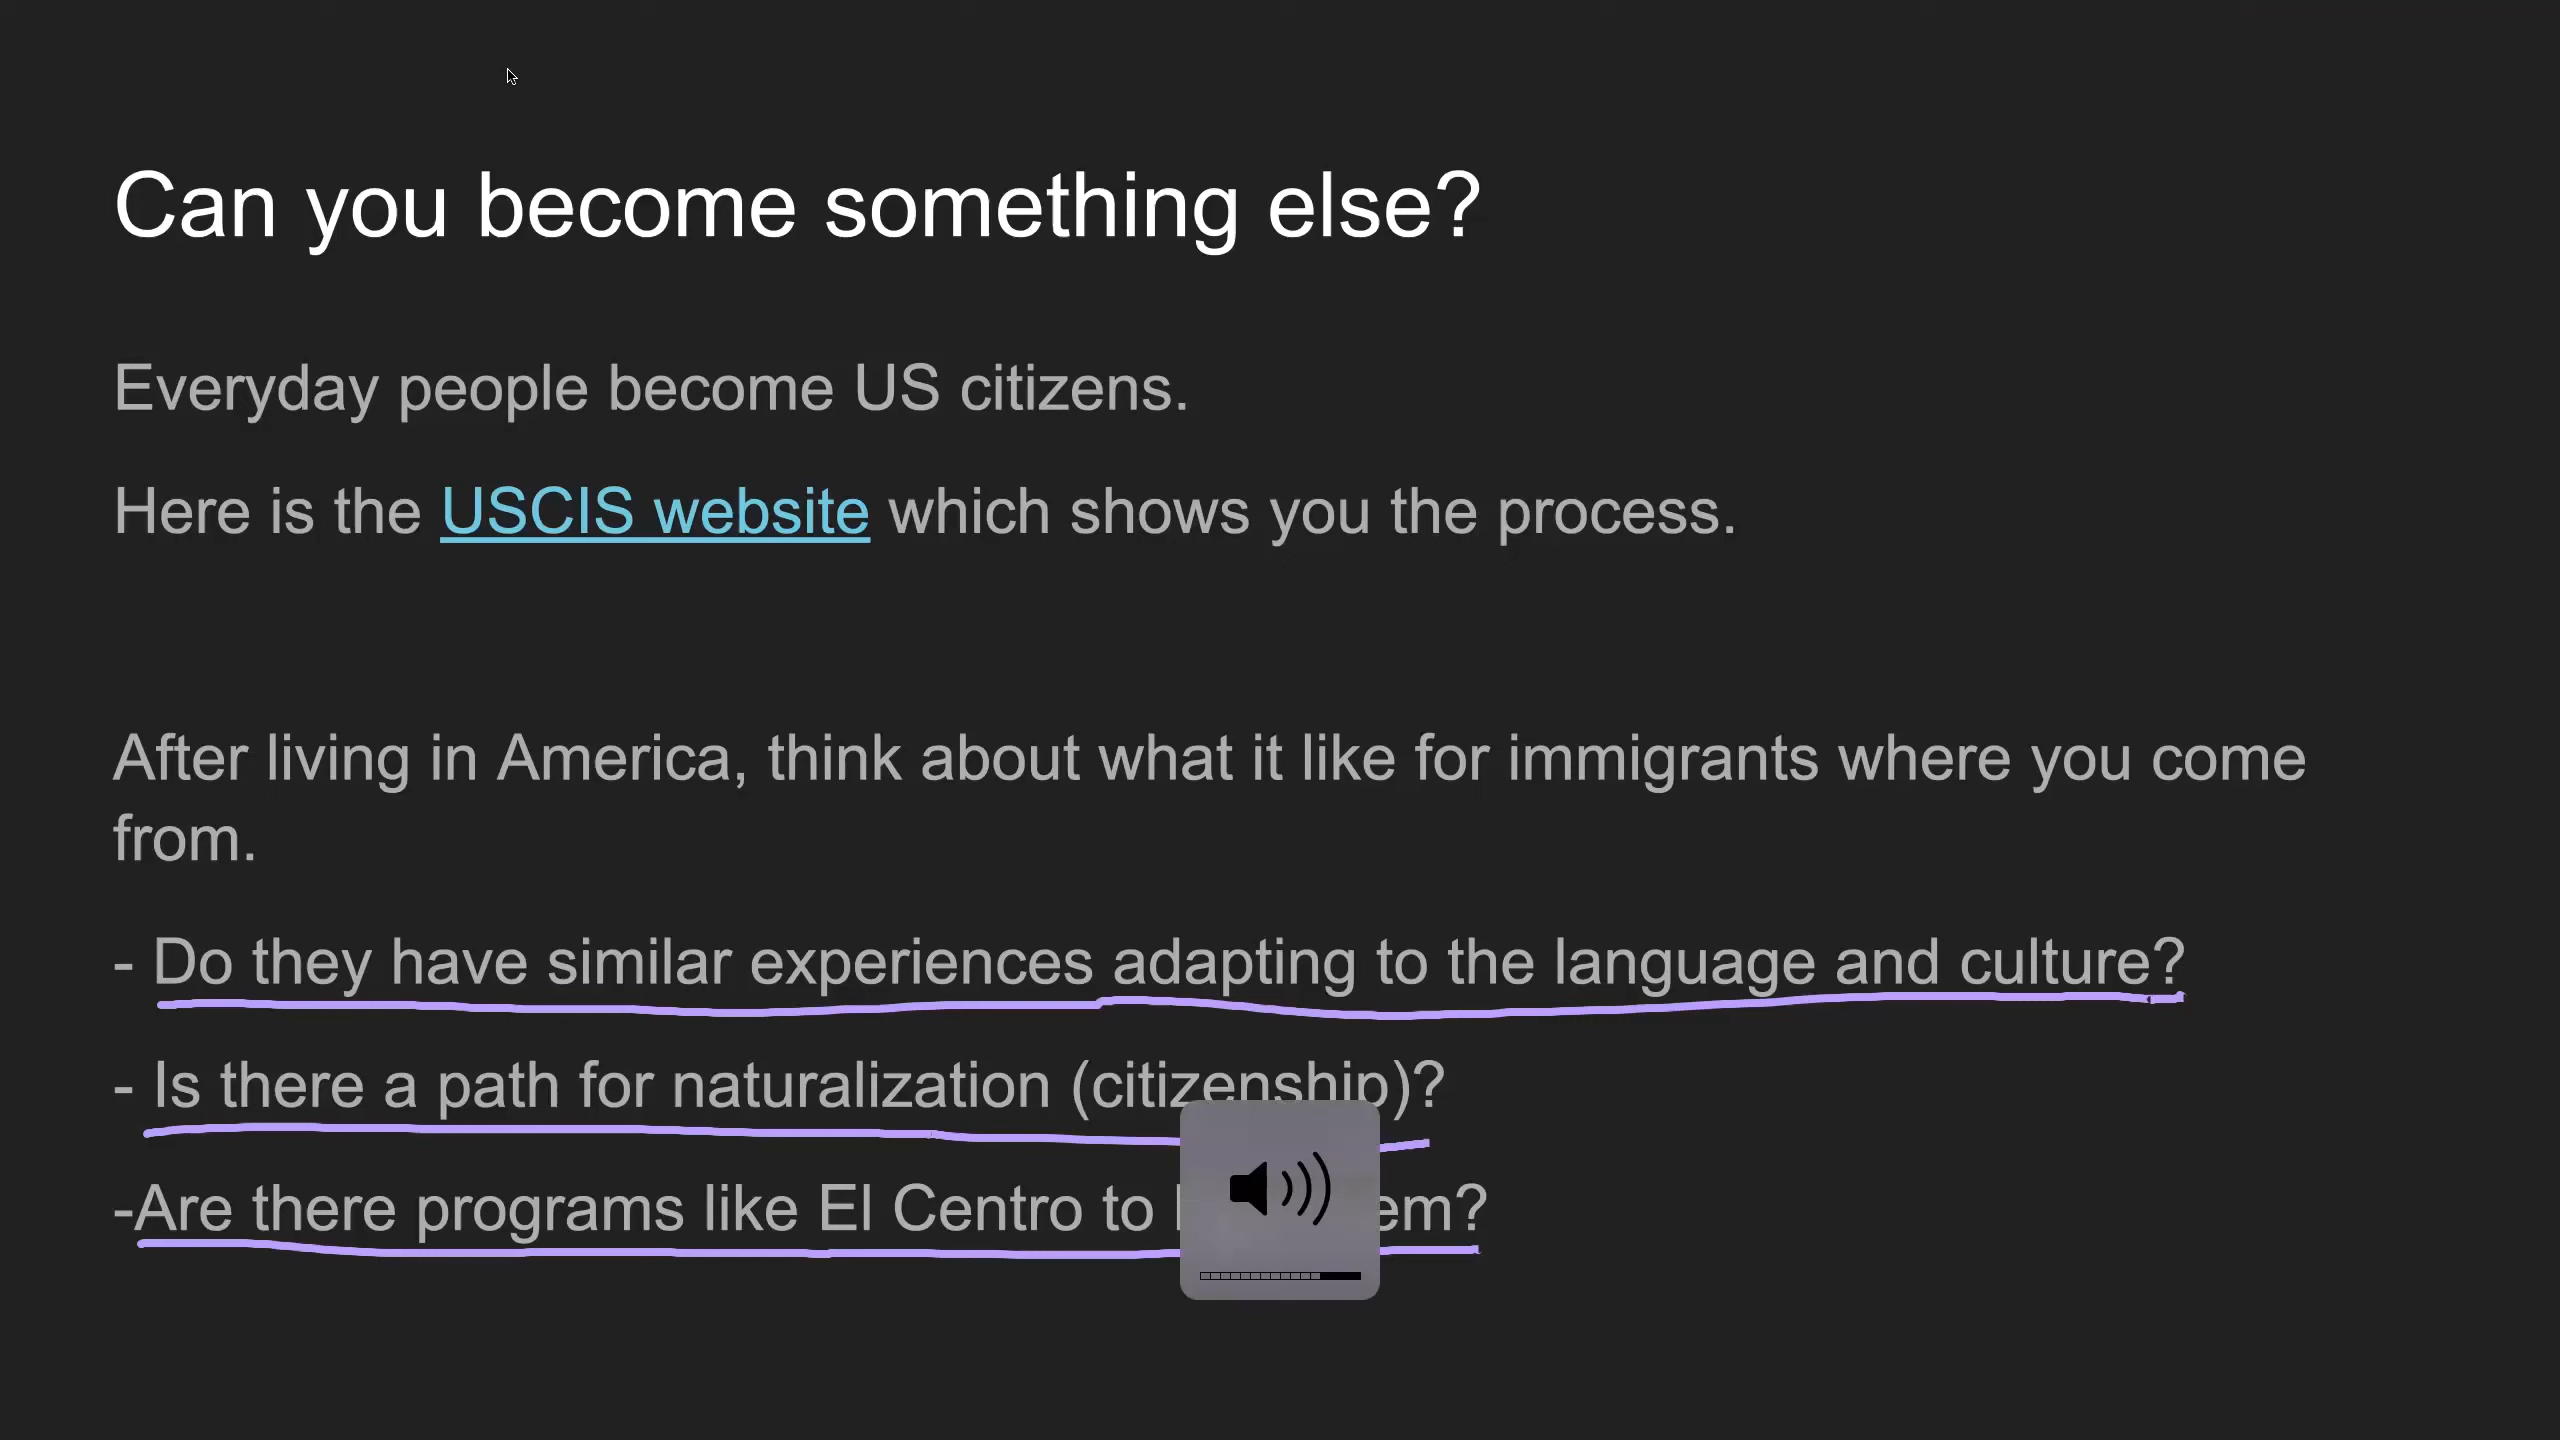 Can you become something else?
Everyday people become US citizens.
Here is the USCIS website which shows you the process.
After living in America, think about what it like for immigrants where you come
from.
- Do they have similar experiences adapting to the language and culture?
- Is there a path for naturalization (citizenship)?
-Are there programs like El Centro to